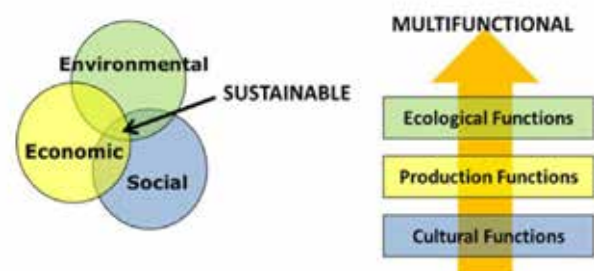 Environmental
SUSTAINABLE
Economic
Social
MULTIFUNCTIONAL
Ecological Functions
Production Functions
Cultural Functions